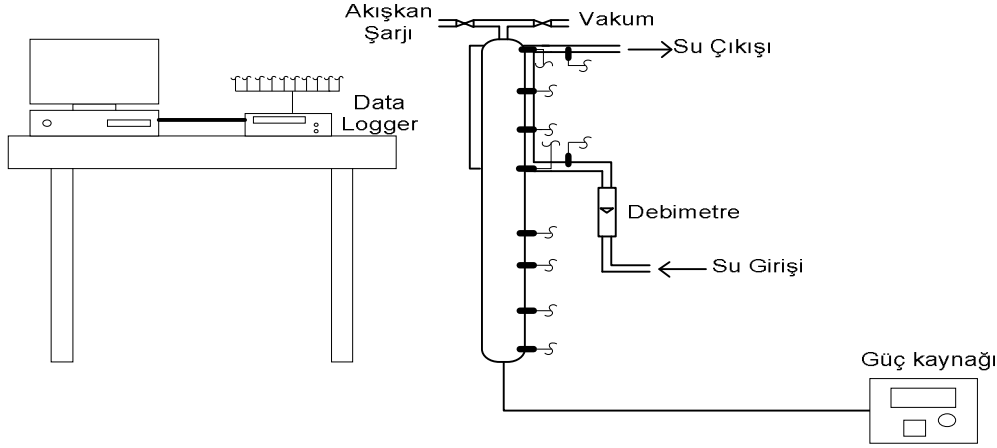 Akışkan
Şarjı
Vakum
Su Çıkışı
Data
Logger
Debimetre
Su Girişi
Güç kaynağı